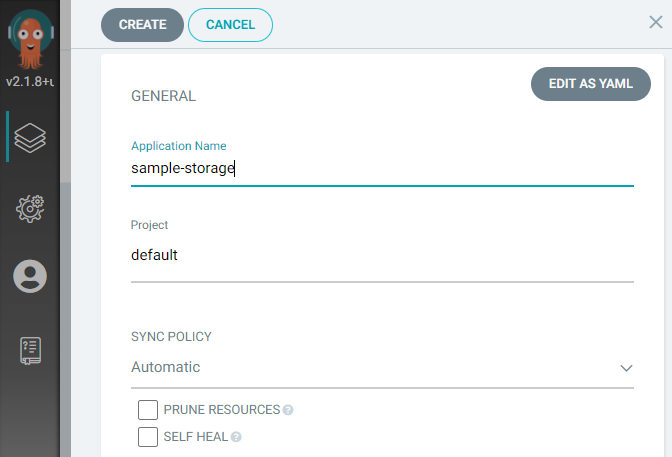 CREATE
CANCEL
v2.1.8+u
EDIT AS YAML
GENERAL
Application Name
sample-storage
Project
default
SYNC POLICY
Automatic
PRUNE RESOURCES
SELF HEAL